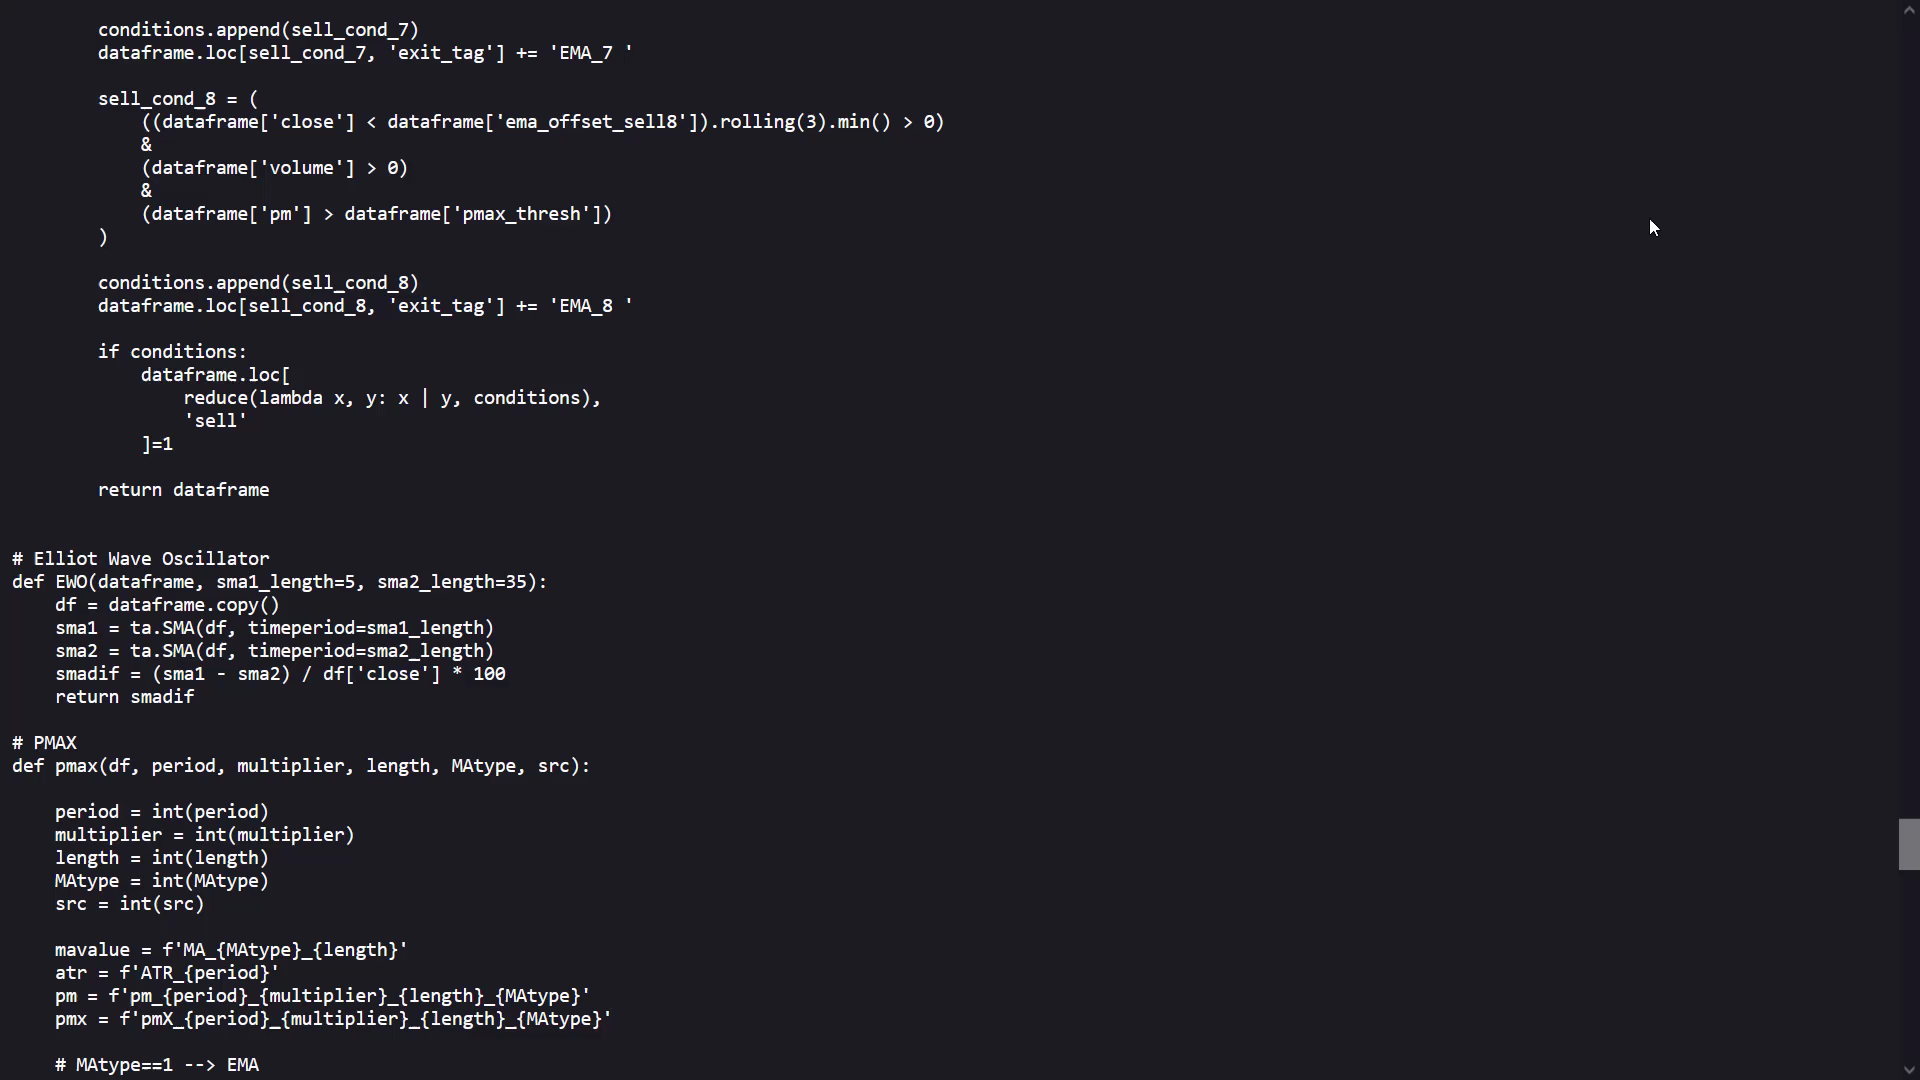 conditions.append(sell_cond_7)
dataframe.loc[sell_cond_7, 'exit_tag'] += 'EMA_7 '
sell_cond_8 = (
((dataframe['close'] < dataframe['ema_offset_sell8']).rolling(3).min() > 0)
&
(dataframe['volume'] > 0)
&
(dataframe['pm'] > dataframe['pmax_thresh'])
)
conditions.append(sell_cond_8)
dataframe.loc[sell_cond_8, 'exit_tag'] += 'EMA_8 '
if conditions:
dataframe.loc[
reduce(lambda x, y: x | y, conditions),
'sell'
]=1
return dataframe
# Elliot Wave Oscillator
def EWO(dataframe, sma1_length=5, sma2_length=35):
df = dataframe.copy()
sma1 = ta.SMA(df, timeperiod=sma1_length)
sma2 = ta.SMA(df, timeperiod=sma2_length)
smadif = (sma1 - sma2) / df['close'] * 100
return smadif
# PMAX
def pmax(df, period, multiplier, length, MAtype, src):
period = int(period)
multiplier = int(multiplier)
length = int(length)
MAtype = int(MAtype)
src = int(src)
mavalue = f'MA_{MAtype}_{length}'
atr = f'ATR_{period}'
pm = f'pm_{period}_{multiplier}_{length}_{MAtype}'
pmx = f'pmX_{period}_{multiplier}_{length}_{MAtype}'
# MAtype==1 --> EMA